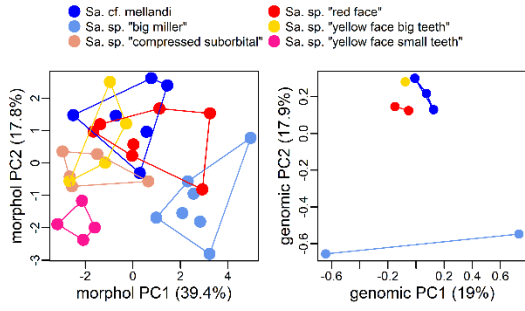 Sa. cf. mellandi
Sa. sp. "big miller"
Sa. sp. "compressed suborbital"
Sa. sp. "red face"
Sa. sp. "yellow face big teeth"
Sa. sp. "yellow face small teeth"
morphol PC2 (17.8%)
2
1
0
-1
-2
-3
-2
0
2
4
morphol PC1 (39.4%)
genomic PC2 (17.9%)
0.2
0.0
-0.2
-0.4
-0.6
-0.6
-0.2
0.2
0.6
genomic PC1 (19%)